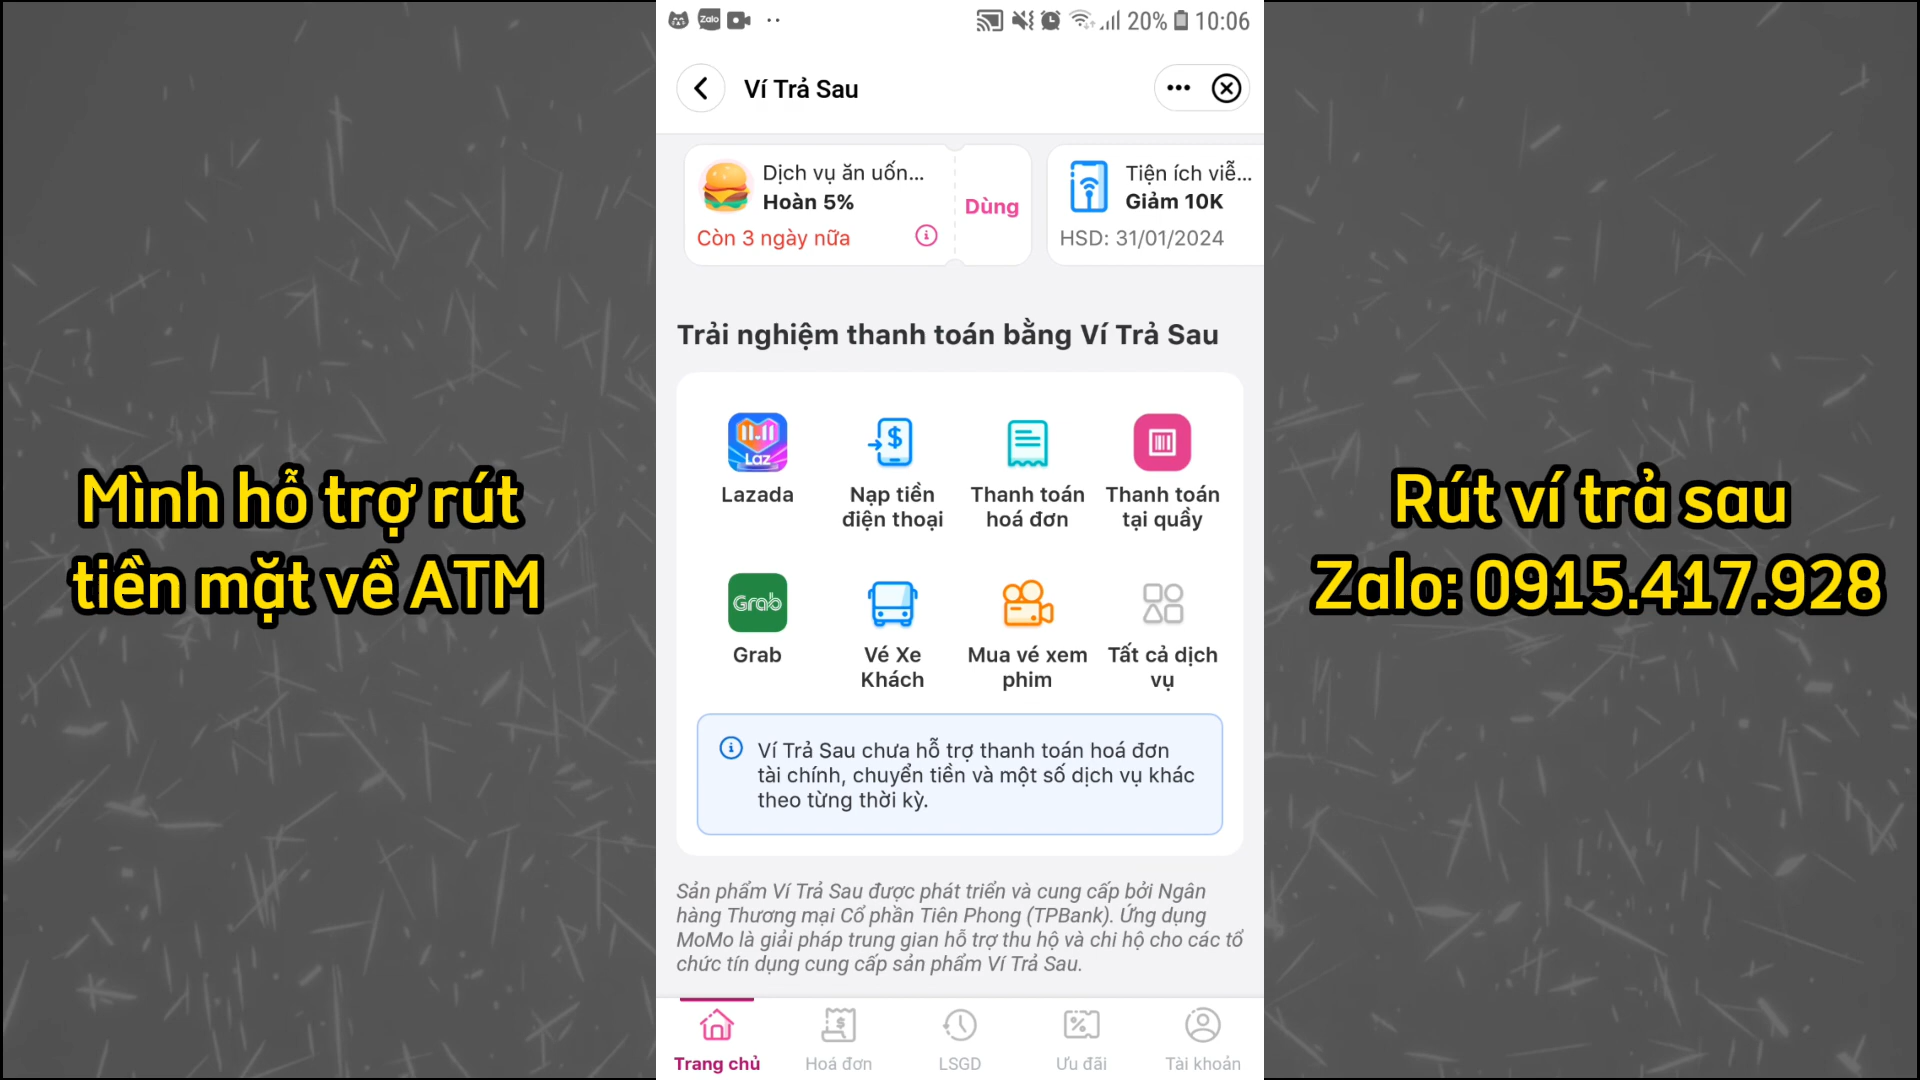 Zalo
20% 10:06
Ví Trả Sau
Dịch vụ ăn uốn...
Hoàn 5%
Còn 3 ngày nữa
Dùng
Tiện ích viễ...
Giảm 10K
HSD: 31/01/2024
Trải nghiệm thanh toán bằng Ví Trả Sau
11.11
Laz
Lazada
Nạp tiền
điện thoại
Thanh toán
hoá đơn
Thanh toán
tại quầy
Grab
Grab
Vé Xe
Khách
Mua vé xem
phim
Tất cả dịch
vụ
Ví Trả Sau chưa hỗ trợ thanh toán hoá đơn
tài chính, chuyển tiền và một số dịch vụ khác
theo từng thời kỳ.
Sản phẩm Ví Trả Sau được phát triển và cung cấp bởi Ngân
hàng Thương mại Cổ phần Tiên Phong (TPBank). Ứng dụng
MoMo là giải pháp trung gian hỗ trợ thu hộ và chi hộ cho các tổ
chức tín dụng cung cấp sản phẩm Ví Trả Sau.
Trang chủ
Hoá đơn
LSGD
Ưu đãi
Tài khoản
Mình hỗ trợ rút
tiền mặt về ATM
Rút ví trả sau
Zalo: 0915.417.928